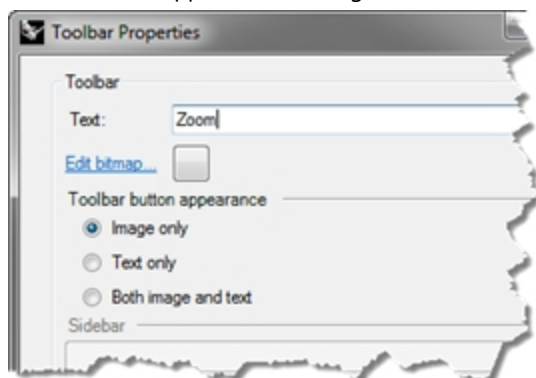 Toolbar Properties
Toolbar
Text: Zoom
Edit bitmap...
Toolbar button appearance
Image only
Text only
Both image and text
Sidebar